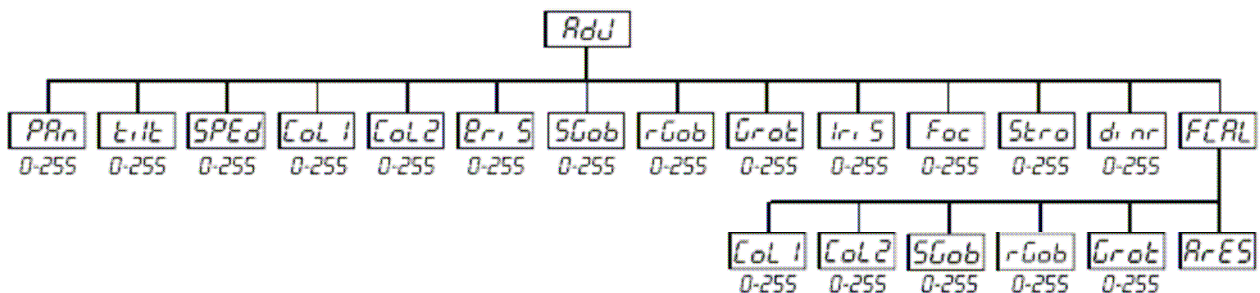 AdJ
PAn tilt SPEd CoL 1 CoL2 Pri S SGob rGob Grot Iri S Foc Stro di nr FCAL
0-255 0-255 0-255 0-255 0-255 0-255 0-255 0-255 0-255 0-255 0-255 0-255 0-255
CoL 1 CoL2 SGob rGob Grot ArES
0-255 0-255 0-255 0-255 0-255